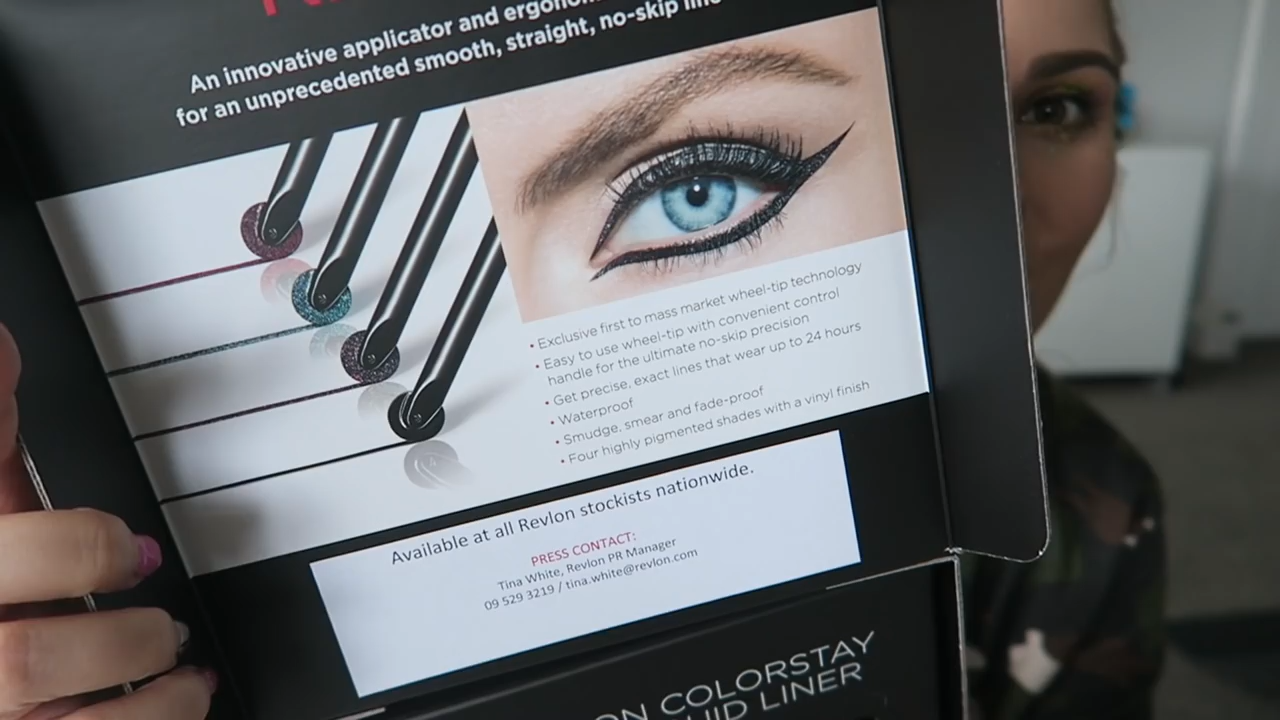 An innovative applicator and
for an unprecedented smooth, straight, no-skip line
• Exclusive first to mass market wheel-tip technology
• Easy to use wheel-tip with convenient control
handle for the ultimate no-skip precision
• Get precise, exact lines that wear up to 24 hours
• Waterproof
• Smudge, smear and fade-proof
• Four highly pigmented shades with a vinyl finish
Available at all Revlon stockists nationwide.
PRESS CONTACT:
Tina White, Revlon PR Manager
09 529 3219 / tina.white@revlon.com
ON COLORSTAY
UID LINER